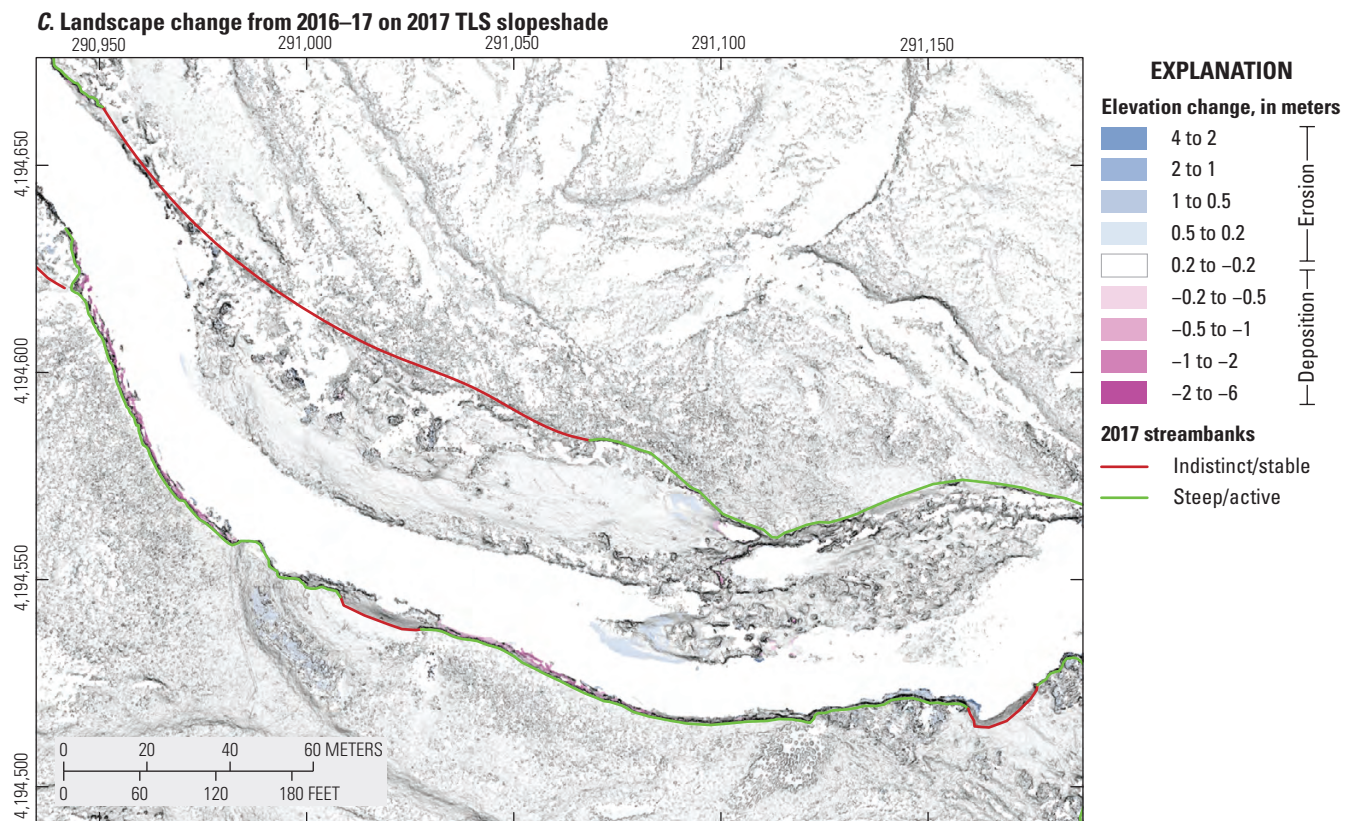 C. Landscape change from 2016–17 on 2017 TLS slopeshade
290,950 291,000 291,050 291,100 291,150
4,194,650
4,194,600
4,194,550
4,194,500
0 20 40 60 METERS
0 60 120 180 FEET
EXPLANATION
Elevation change, in meters
4 to 2
2 to 1
1 to 0.5
0.5 to 0.2
0.2 to −0.2
−0.2 to −0.5
−0.5 to −1
−1 to −2
−2 to −6
Erosion
Deposition
2017 streambanks
Indistinct/stable
Steep/active